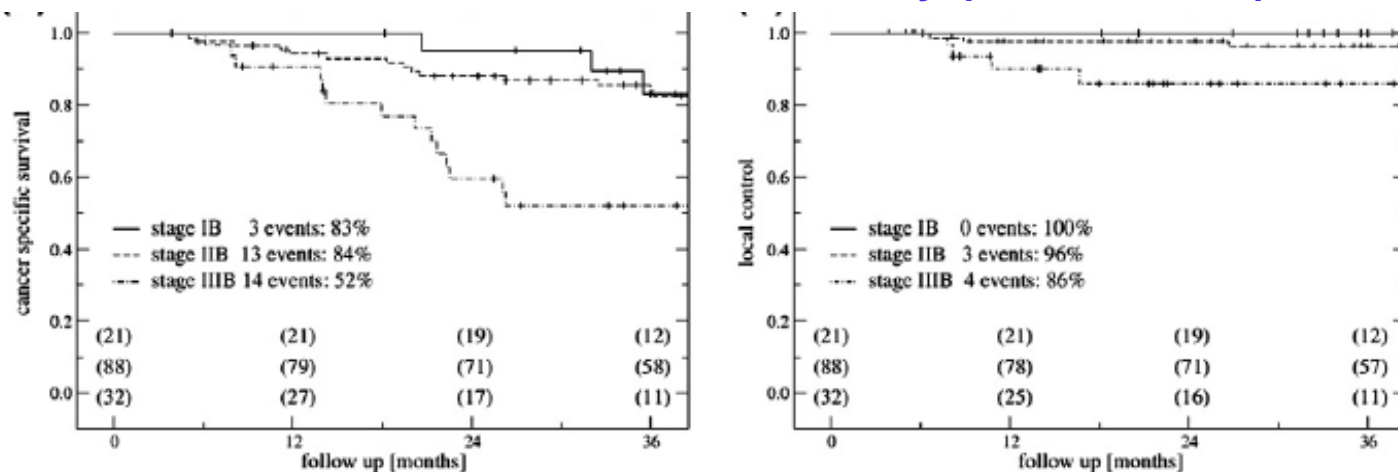 1.0
0.8
0.6
0.4
0.2
0.0
cancer specific survival
stage IB 3 events: 83%
stage IIB 13 events: 84%
stage IIIB 14 events: 52%
(21) (21) (19) (12)
(88) (79) (71) (58)
(32) (27) (17) (11)
0 12 24 36
follow up [months]
1.0
0.8
0.6
0.4
0.2
0.0
local control
stage IB 0 events: 100%
stage IIB 3 events: 96%
stage IIIB 4 events: 86%
(21) (21) (19) (12)
(88) (78) (71) (57)
(32) (25) (16) (11)
0 12 24 36
follow up [months]